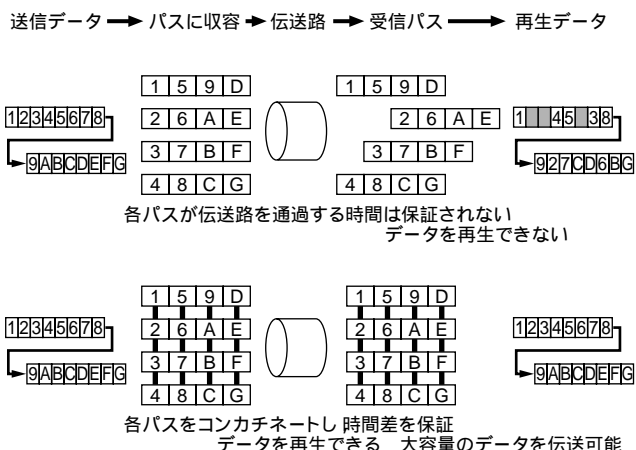 送信データ → パスに収容 → 伝送路 → 受信パス → 再生データ
1 5 9 D
1 5 9 D
12345678
2 6 A E
2 6 A E
1 45 38
9ABCDEFG
3 7 B F
3 7 B F
927CD6BG
4 8 C G
4 8 C G
各パスが伝送路を通過する時間は保証されない
データを再生できない
1 5 9 D
1 5 9 D
12345678
2 6 A E
2 6 A E
12345678
9ABCDEFG
3 7 B F
3 7 B F
9ABCDEFG
4 8 C G
4 8 C G
各パスをコンカチネートし 時間差を保証
データを再生できる 大容量のデータを伝送可能